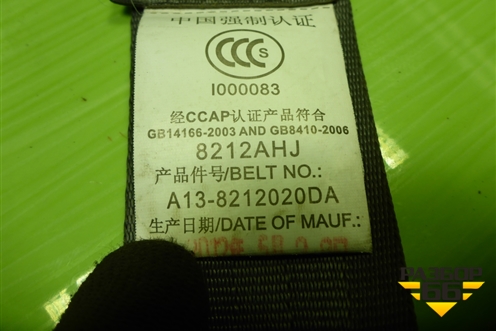 中国强制认证
CCC S
I000083
经CCAP认证产品符合
GB14166-2003 AND GB8410-2006
8212AHJ
产品件号/BELT NO.:
A13-8212020DA
生产日期/DATE OF MAUF.:
РАЗБОР
66